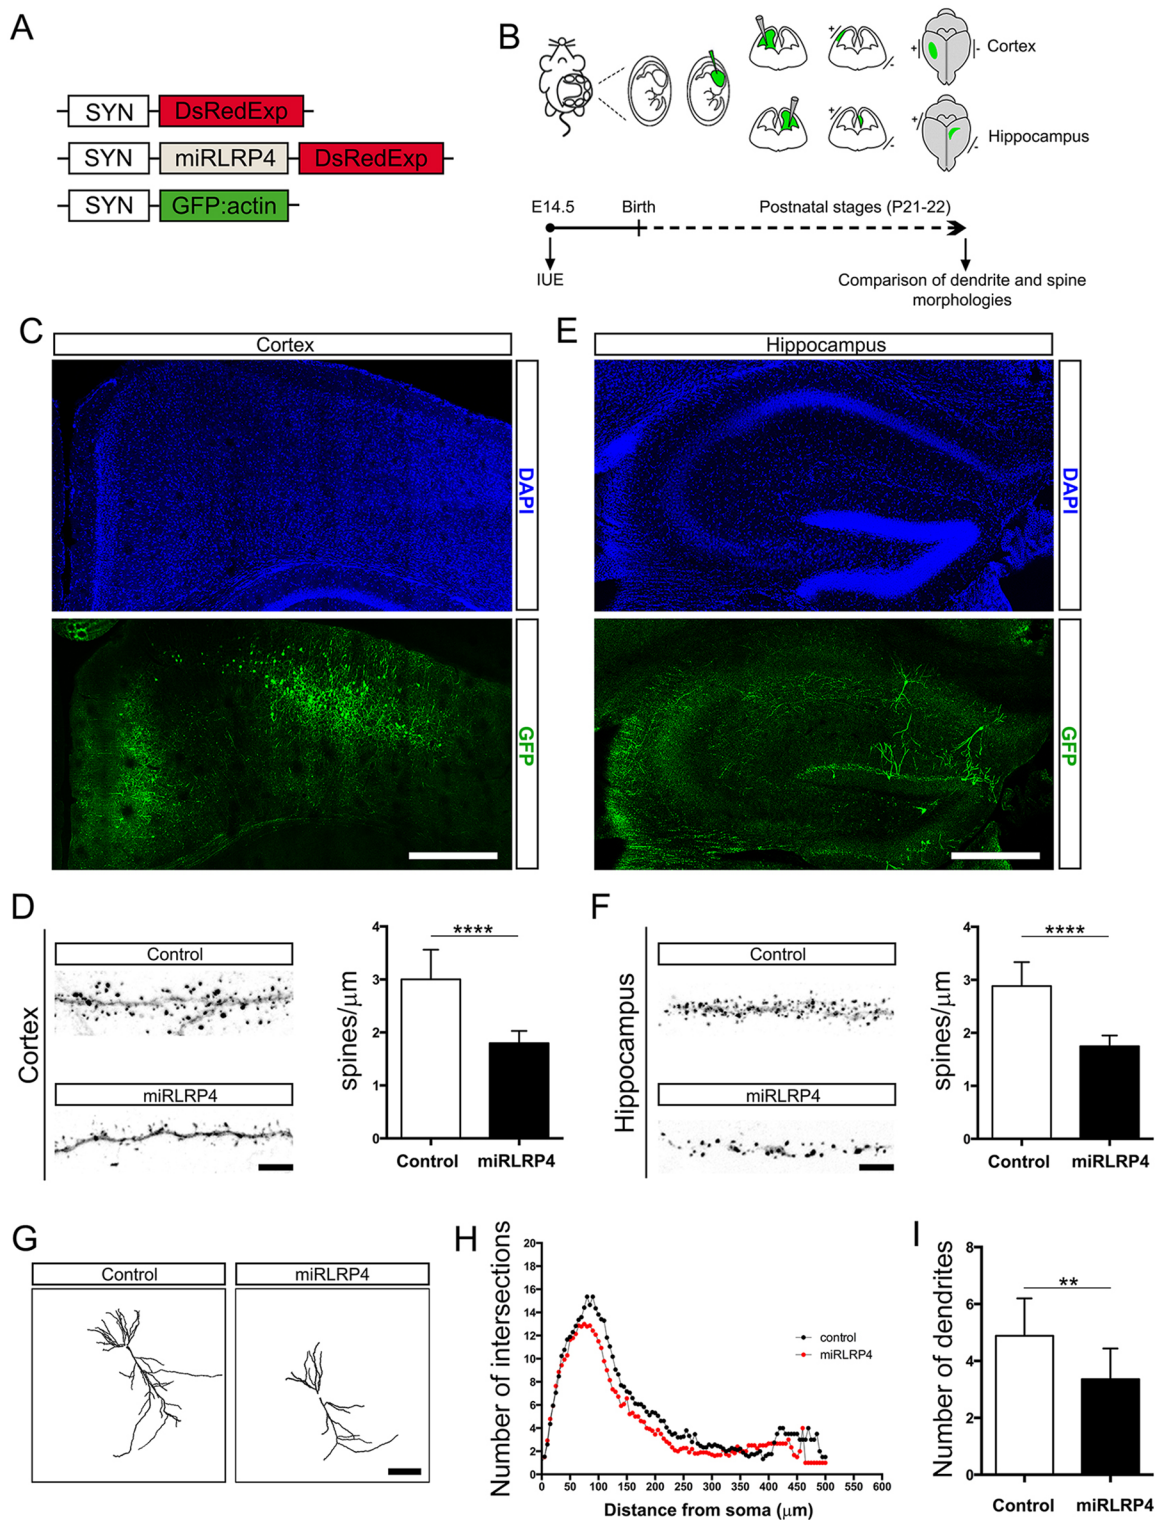 A
SYN
DsRedExp
SYN
miRLRP4
DsRedExp
SYN
GFP:actin
B
+
-
+
-
Cortex
+
-
+
-
Hippocampus
E14.5
Birth
Postnatal stages (P21-22)
IUE
Comparison of dendrite and spine
morphologies
C
Cortex
DAPI
GFP
E
Hippocampus
DAPI
GFP
D
Cortex
Control
miRLRP4
spines/µm
4
3
2
1
0
****
Control
miRLRP4
F
Hippocampus
Control
miRLRP4
spines/µm
4
3
2
1
0
****
Control
miRLRP4
G
Control
miRLRP4
H
Number of intersections
20
18
16
14
12
10
8
6
4
2
0
0 50 100 150 200 250 300 350 400 450 500 550 600
Distance from soma (µm)
control
miRLRP4
I
Number of dendrites
8
6
4
2
0
**
Control
miRLRP4